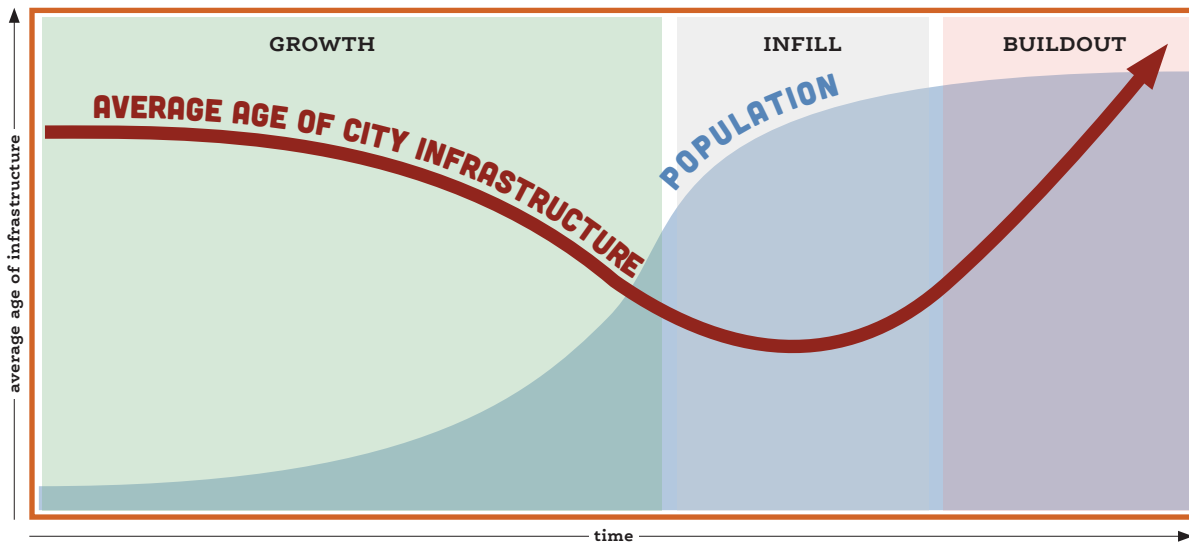 GROWTH
INFILL
BUILDOUT
AVERAGE AGE OF CITY INFRASTRUCTURE
POPULATION
average age of infrastructure
time